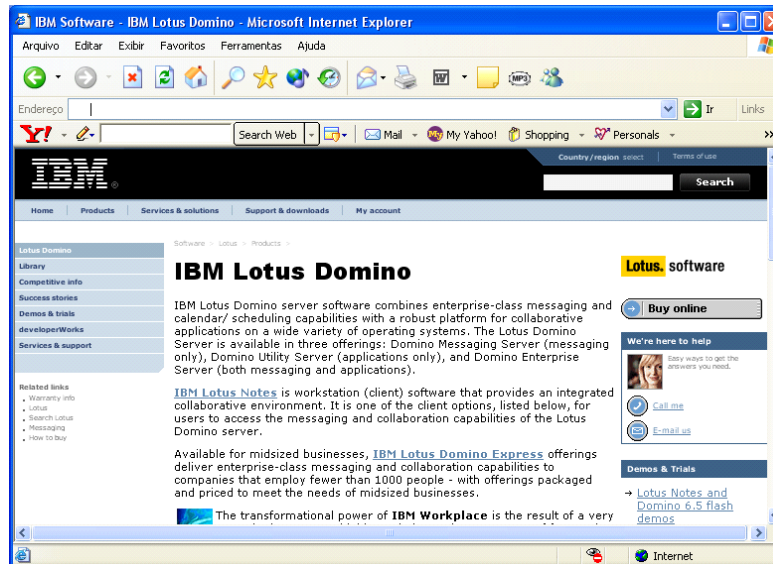 IBM Software - IBM Lotus Domino - Microsoft Internet Explorer
Arquivo Editar Exibir Favoritos Ferramentas Ajuda
W MP3
Endereço Ir Links
Y! Search Web Mail My My Yahoo! Shopping Personals »
Country/region select Terms of use
IBM ®
Search
Home Products Services & solutions Support & downloads My account
Software > Lotus > Products >
Lotus Domino
Library
Competitive info
Success stories
Demos & trials
developerWorks
Services & support
Related links
Warranty info
Lotus
Search Lotus
Messaging
How to buy
IBM Lotus Domino
IBM Lotus Domino server software combines enterprise-class messaging and
calendar/ scheduling capabilities with a robust platform for collaborative
applications on a wide variety of operating systems. The Lotus Domino
Server is available in three offerings: Domino Messaging Server (messaging
only), Domino Utility Server (applications only), and Domino Enterprise
Server (both messaging and applications).
IBM Lotus Notes is workstation (client) software that provides an integrated
collaborative environment. It is one of the client options, listed below, for
users to access the messaging and collaboration capabilities of the Lotus
Domino server.
Available for midsized businesses, IBM Lotus Domino Express offerings
deliver enterprise-class messaging and collaboration capabilities to
companies that employ fewer than 1000 people - with offerings packaged
and priced to meet the needs of midsized businesses.
The transformational power of IBM Workplace is the result of a very
Lotus. software
Buy online
We're here to help
Easy ways to get the
answers you need.
Call me
E-mail us
Demos & Trials
→ Lotus Notes and
Domino 6.5 flash
demos
Internet